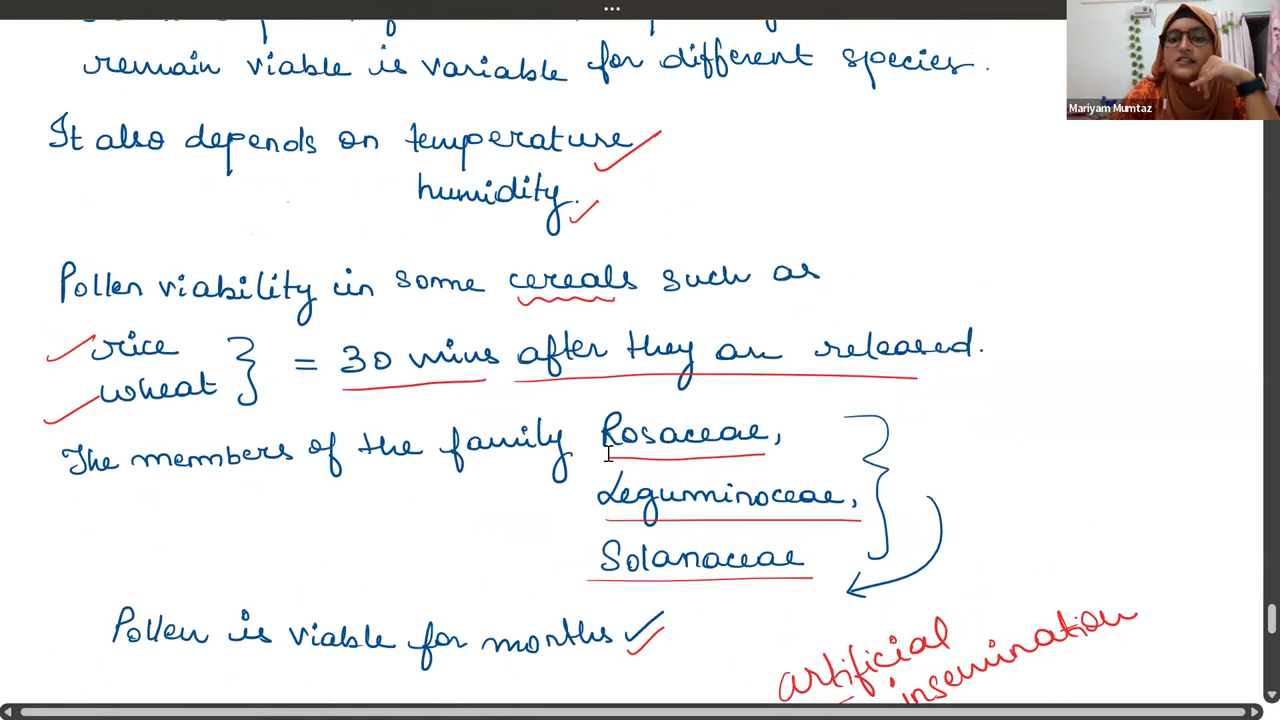 remain viable is variable for different species.
Mariyam Mumtaz
It also depends on temperature
humidity.
Pollen viability in some cereals such as
rice
wheat } = 30 mins after they are released.
The members of the family Rosaceae,
Leguminoceae,
Solanaceae
Pollen is viable for months
artificial
insemination